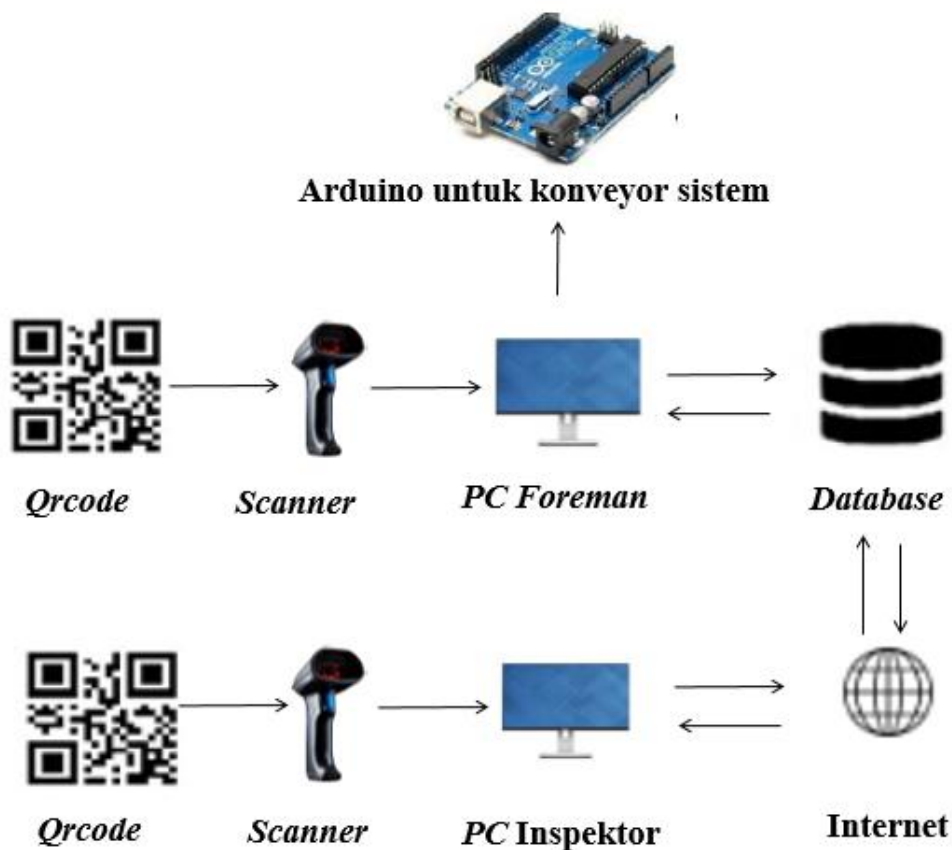 Arduino untuk konveyor sistem
Qrcode
Scanner
PC Foreman
Database
Qrcode
Scanner
PC Inspektor
Internet